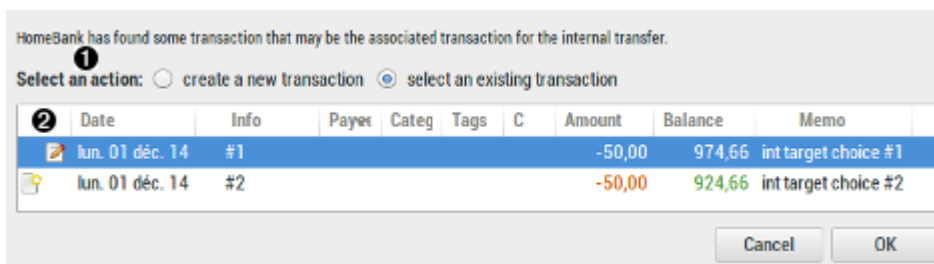 HomeBank has found some transaction that may be the associated transaction for the internal transfer.
1
Select an action: create a new transaction select an existing transaction
2 Date Info Payee Categ Tags C Amount Balance Memo
lun. 01 déc. 14 #1 -50,00 974,66 int target choice #1
lun. 01 déc. 14 #2 -50,00 924,66 int target choice #2
Cancel OK